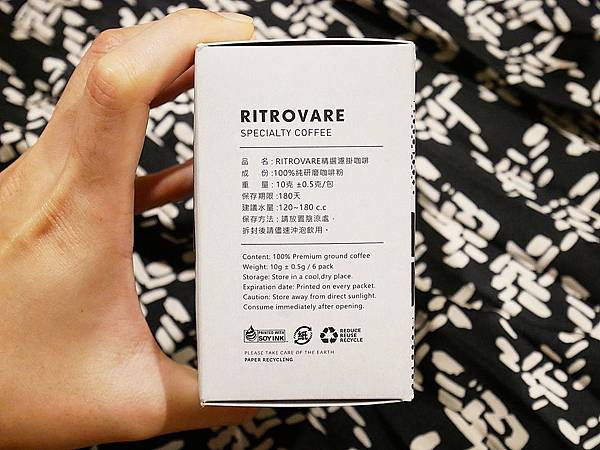 RITROVARE
SPECIALTY COFFEE
品　名：RITROVARE精選濾掛咖啡
成　份：100%純研磨咖啡粉
重　量：10克 ±0.5克/包
保存期限：180天
建議水量：120~180 c.c
保存方法：請放置陰涼處，
拆封後請儘速沖泡飲用。
Content: 100% Premium ground coffee
Weight: 10g ± 0.5g / 6 pack
Storage: Store in a cool,dry place.
Expiration date: Printed on every packet.
Caution: Store away from direct sunlight.
Consume immediately after opening.
PRINTED WITH
SOY INK
紙
REDUCE
REUSE
RECYCLE
PLEASE TAKE CARE OF THE EARTH
PAPER RECYCLING